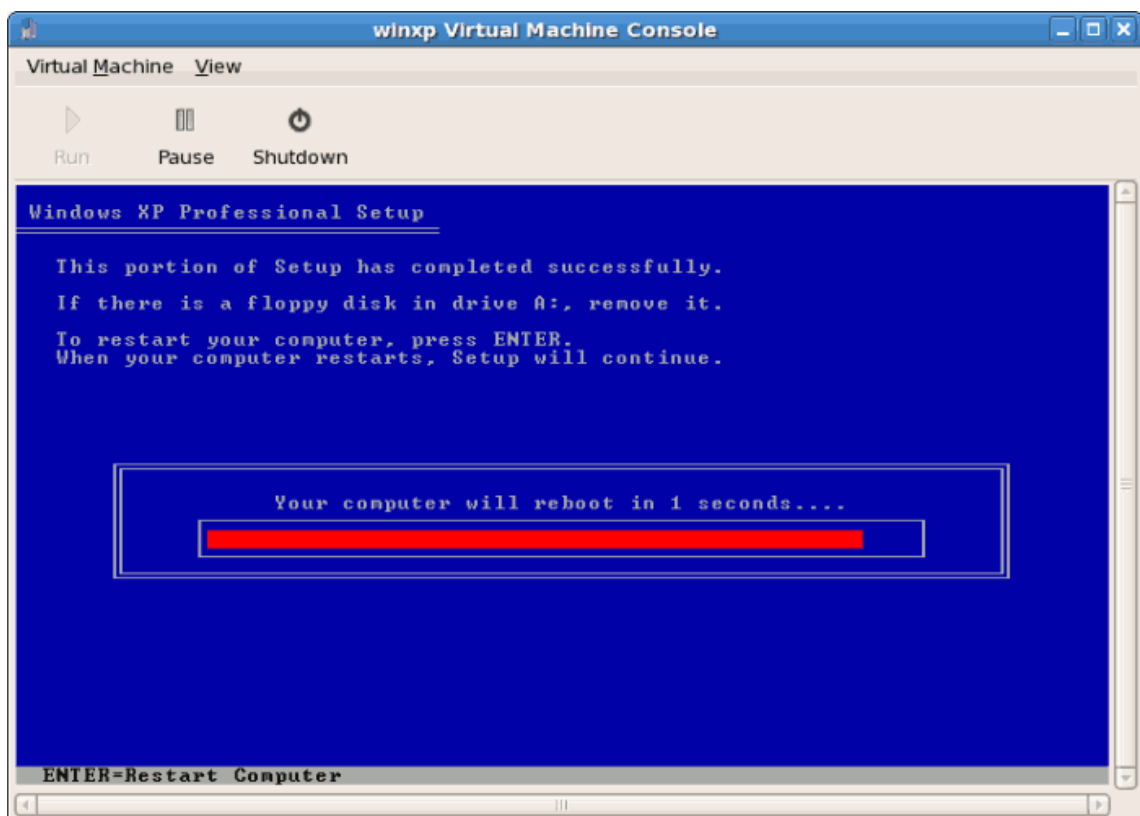 winxp Virtual Machine Console
Virtual Machine View
Run Pause Shutdown
Windows XP Professional Setup
This portion of Setup has completed successfully.
If there is a floppy disk in drive A:, remove it.
To restart your computer, press ENTER.
When your computer restarts, Setup will continue.
Your computer will reboot in 1 seconds....
ENTER=Restart Computer